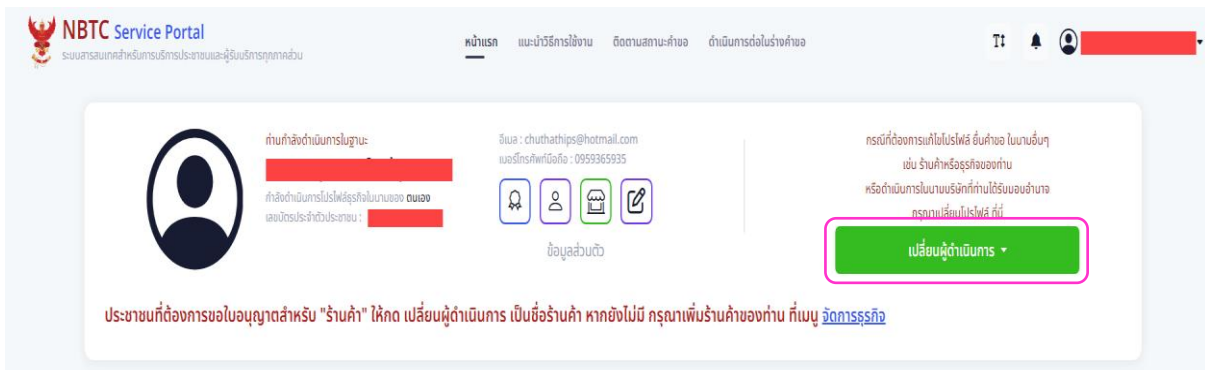 NBTC Service Portal
ระบบสารสนเทศสำหรับการบริการประชาชนและผู้รับบริการทุกภาคส่วน
หน้าแรก แนะนำวิธีการใช้งาน ติดตามสถานะคำขอ ดำเนินการต่อในร่างคำขอ
ท่านกำลังดำเนินการในฐานะ
กำลังดำเนินการโปรไฟล์ธุรกิจในนามของ ตนเอง
เลขบัตรประจำตัวประชาชน :
อีเมล : chuthathips@hotmail.com
เบอร์โทรศัพท์มือถือ : 0959365935
ข้อมูลส่วนตัว
กรณีที่ต้องการแก้ไขโปรไฟล์ ยื่นคำขอ ในนามอื่นๆ
เช่น ร้านค้าหรือธุรกิจของท่าน
หรือดำเนินการในนามบริษัทที่ท่านได้รับมอบอำนาจ
กรุณาเปลี่ยนโปรไฟล์ ที่นี่
เปลี่ยนผู้ดำเนินการ
ประชาชนที่ต้องการขอใบอนุญาตสำหรับ "ร้านค้า" ให้กด เปลี่ยนผู้ดำเนินการ เป็นชื่อร้านค้า หากยังไม่มี กรุณาเพิ่มร้านค้าของท่าน ที่เมนู จัดการธุรกิจ